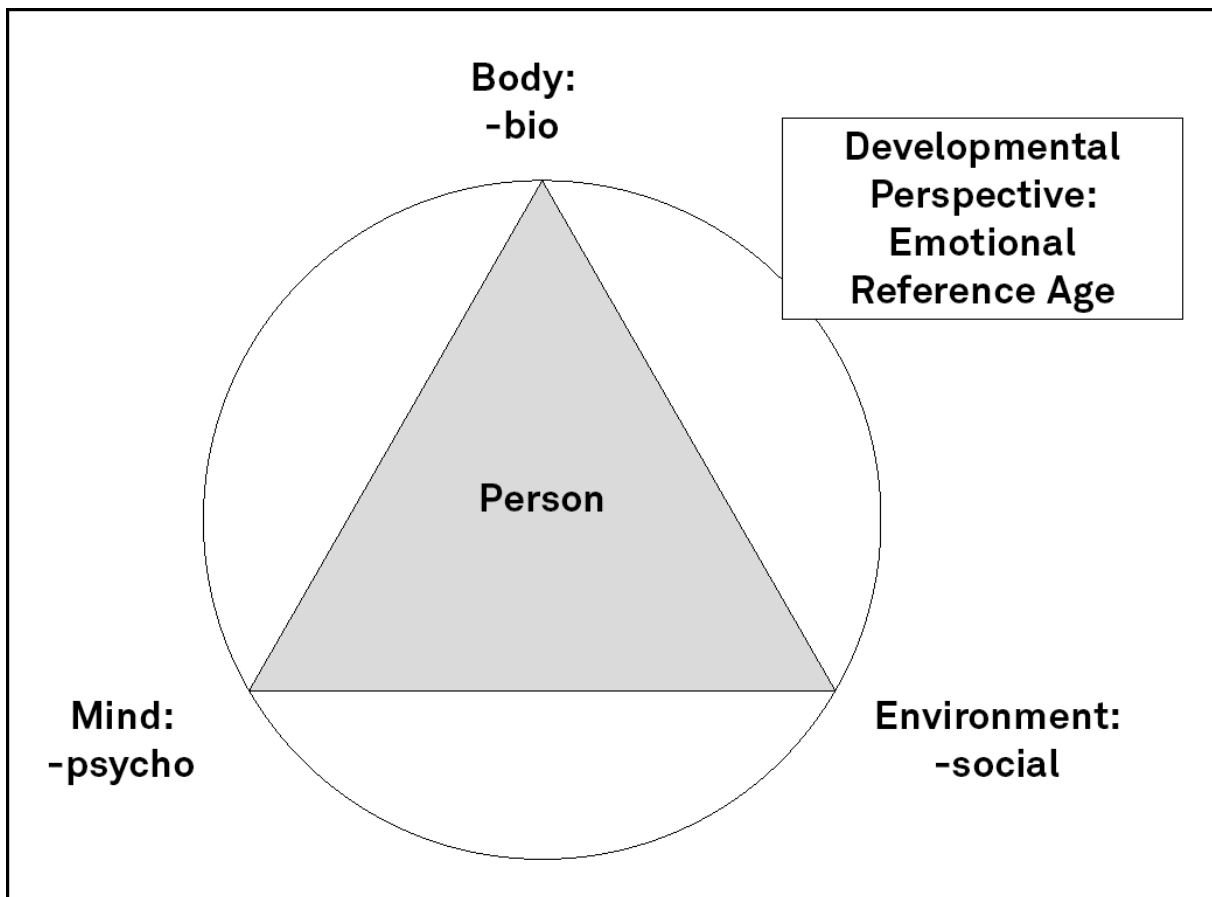 Body:
-bio
Developmental
Perspective:
Emotional
Reference Age
Person
Mind:
-psycho
Environment:
-social